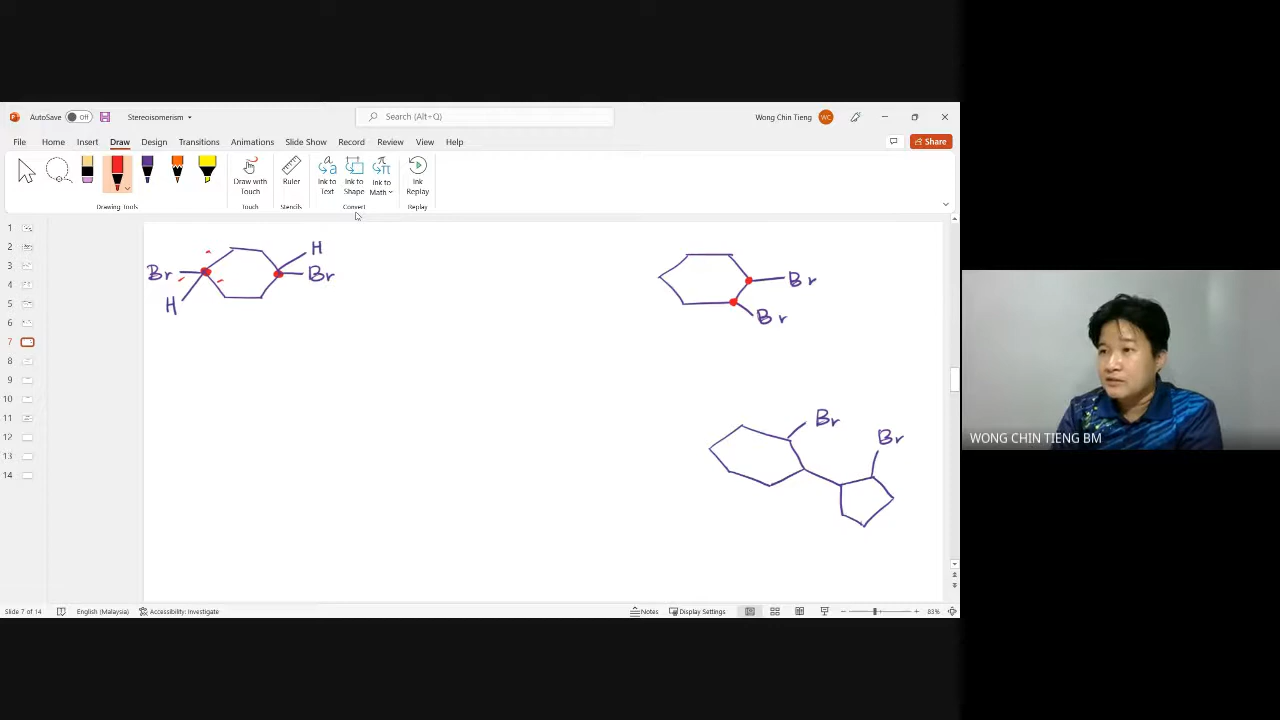 AutoSave Off Stereoisomerism Search (Alt+Q) Wong Chin Tieng WC
File Home Insert Draw Design Transitions Animations Slide Show Record Review View Help Share
Draw with Touch
Ruler
Ink to Text
Ink to Shape
Ink to Math
Ink Replay
Drawing Tools Touch Stencils Convert Replay
1
2
3
4
5
6
7
8
9
10
11
12
13
14
H
Br Br
H
Br
Br
Br
Br
WONG CHIN TIENG BM
Slide 7 of 14 English (Malaysia) Accessibility: Investigate Notes Display Settings 83%